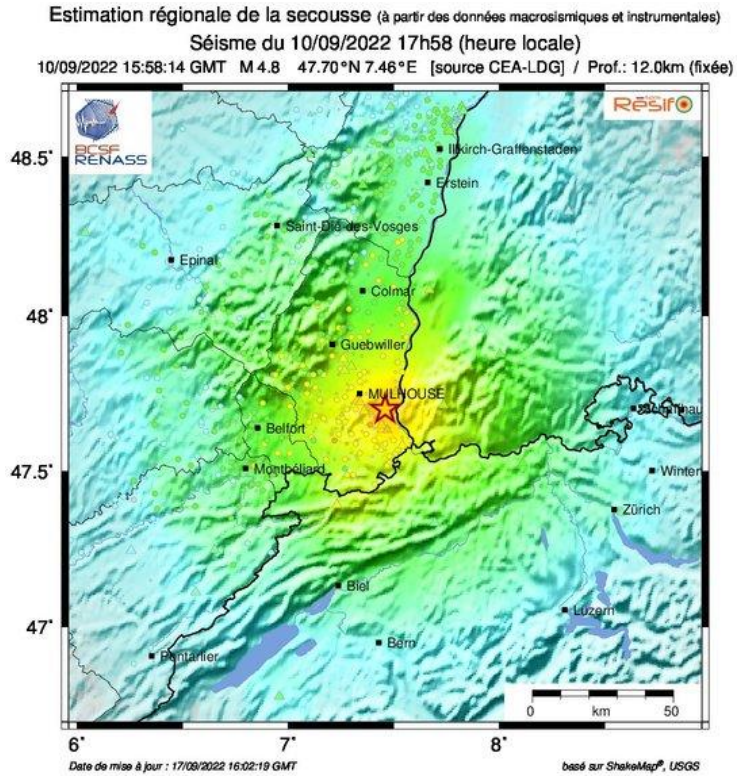 Estimation régionale de la secousse (à partir des données macrosismiques et instrumentales)
Séisme du 10/09/2022 17h58 (heure locale)
10/09/2022 15:58:14 GMT M 4.8 47.70°N 7.46°E [source CEA-LDG] / Prof.: 12.0km (fixée)
BCSF
RENASS
Résif
48.5°
Illkirch-Graffenstaden
Erstein
Saint-Dié-des-Vosges
Epinal
Colmar
48°
Guebwiller
MULHOUSE
Belfort
Montbéliard
47.5°
Winter
Zürich
Biel
Luzern
47°
Bern
Pontarlier
0 km 50
6° 7° 8°
Date de mise à jour : 17/09/2022 16:02:19 GMT
basé sur ShakeMap®, USGS